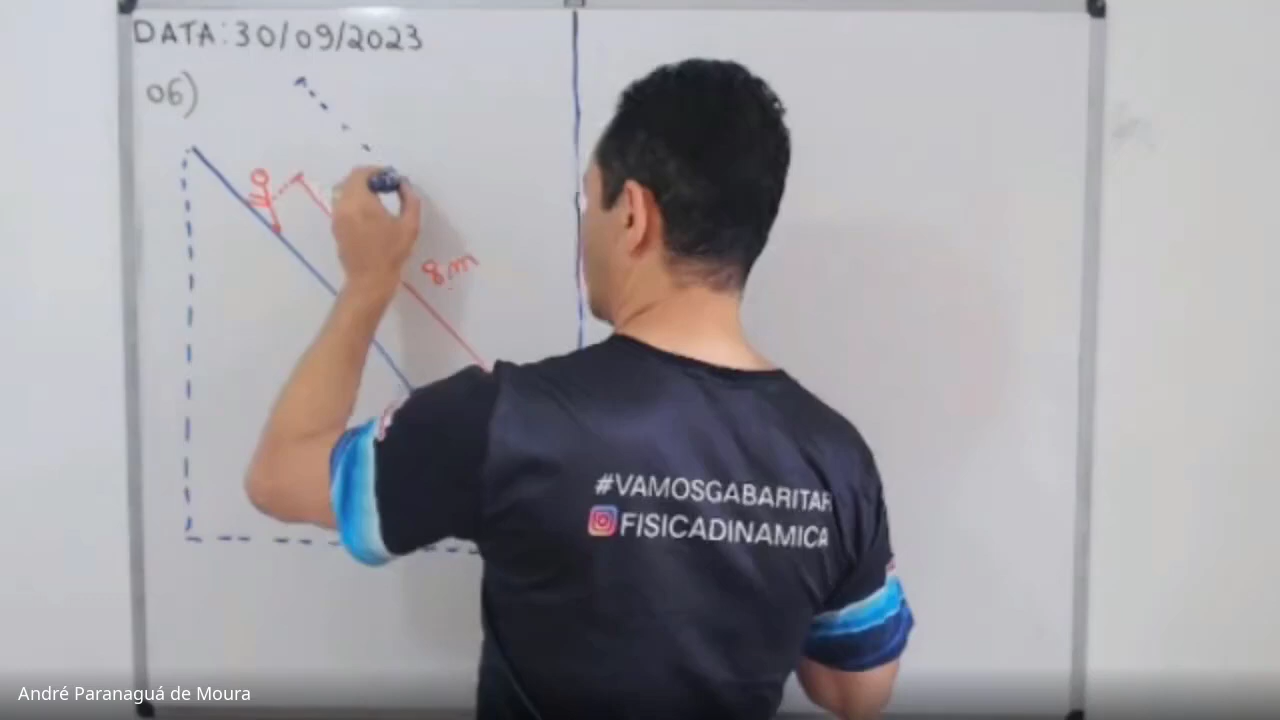 DATA: 30/09/2023
06)
8m
#VAMOSGABARITAR
FISICADINAMICA
André Paranaguá de Moura